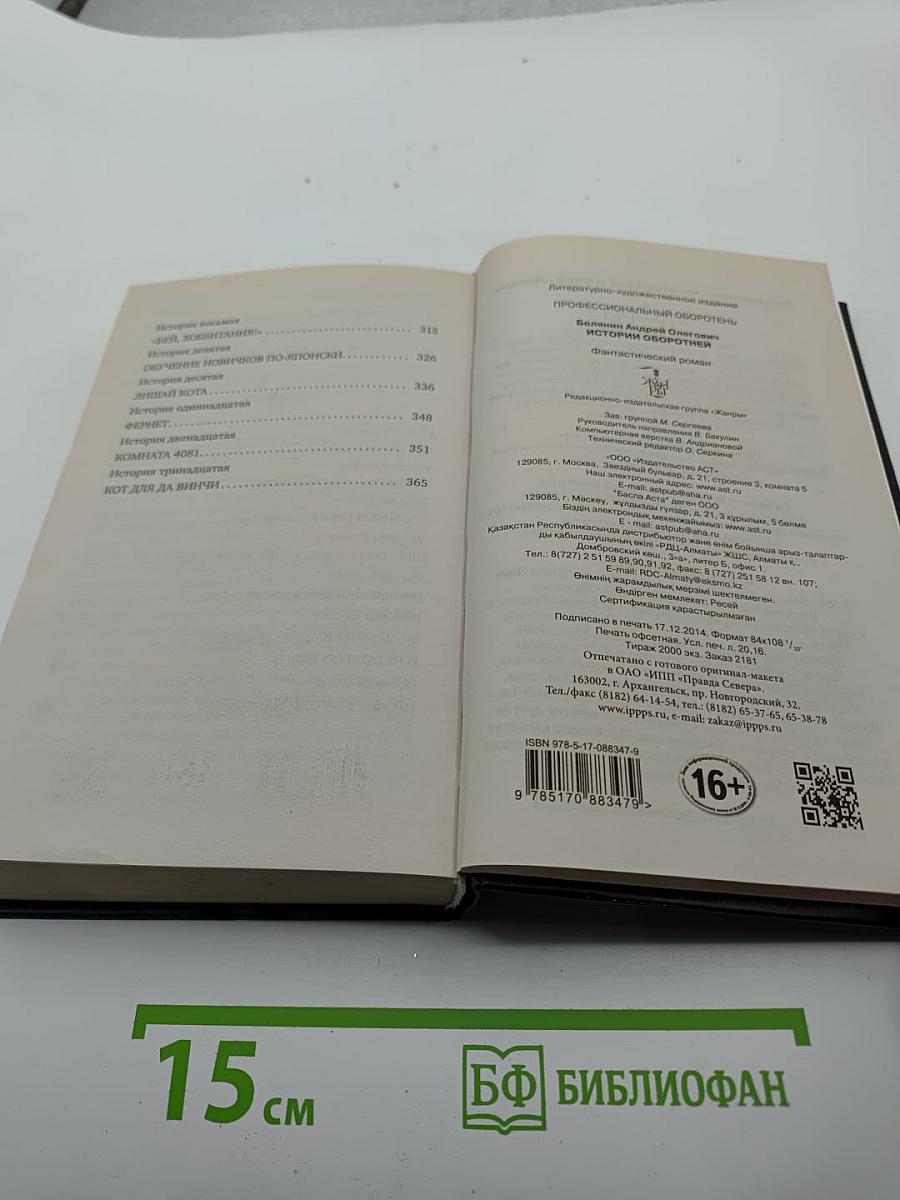 История восьмая
«БЕЙ, ХОББИТАНИЯ!» 315
История девятая
ОБУЧЕНИЕ НОВИЧКОВ ПО-ЯПОНСКИ 326
История десятая
ЛИШАЙ КОТА 336
История одиннадцатая
ФЕРНЕТ 348
История двенадцатая
КОМНАТА 4081 351
История тринадцатая
КОТ ДЛЯ ДА ВИНЧИ 365
Литературно-художественное издание
ПРОФЕССИОНАЛЬНЫЙ ОБОРОТЕНЬ
Белянин Андрей Олегович
ИСТОРИИ ОБОРОТНЕЙ
Фантастический роман
ЖАН
РЫ
Редакционно-издательская группа «Жанры»
Зав. группой М. Сергеева
Руководитель направления В. Бакулин
Компьютерная верстка В. Андриановой
Технический редактор О. Серкина
«ООО «Издательство АСТ»
129085, г. Москва, Звездный бульвар, д. 21, строение 3, комната 5
Наш электронный адрес: www.ast.ru
E-mail: astpub@aha.ru
"Баспа Аста" деген ООО
129085, г. Мәскеу, жұлдызды гүлзар, д. 21, 3 құрылым, 5 бөлме
Біздің электрондық мекенжайымыз: www.ast.ru
E - mail: astpub@aha.ru
Қазақстан Республикасында дистрибьютор және өнім бойынша арыз-талаптар-
ды қабылдаушының өкілі «РДЦ-Алматы» ЖШС, Алматы қ.,
Домбровский көш., 3«а», литер Б, офис 1.
Тел.: 8(727) 2 51 59 89,90,91,92, факс: 8 (727) 251 58 12 вн. 107;
E-mail: RDC-Almaty@eksmo.kz
Өнімнің жарамдылық мерзімі шектелмеген.
Өндірген мемлекет: Ресей
Сертификация қарастырылмаған
Подписано в печать 17.12.2014. Формат 84x108 1/32.
Печать офсетная. Усл. печ. л. 20,16.
Тираж 2000 экз. Заказ 2181
Отпечатано с готового оригинал-макета
в ОАО «ИПП «Правда Севера».
163002, г. Архангельск, пр. Новгородский, 32.
Тел./факс (8182) 64-14-54, тел.: (8182) 65-37-65, 65-38-78
www.ippps.ru, e-mail: zakaz@ippps.ru
ISBN 978-5-17-088347-9
9 785170 883479 >
16+
15 см
БФ БИБЛИОФАН